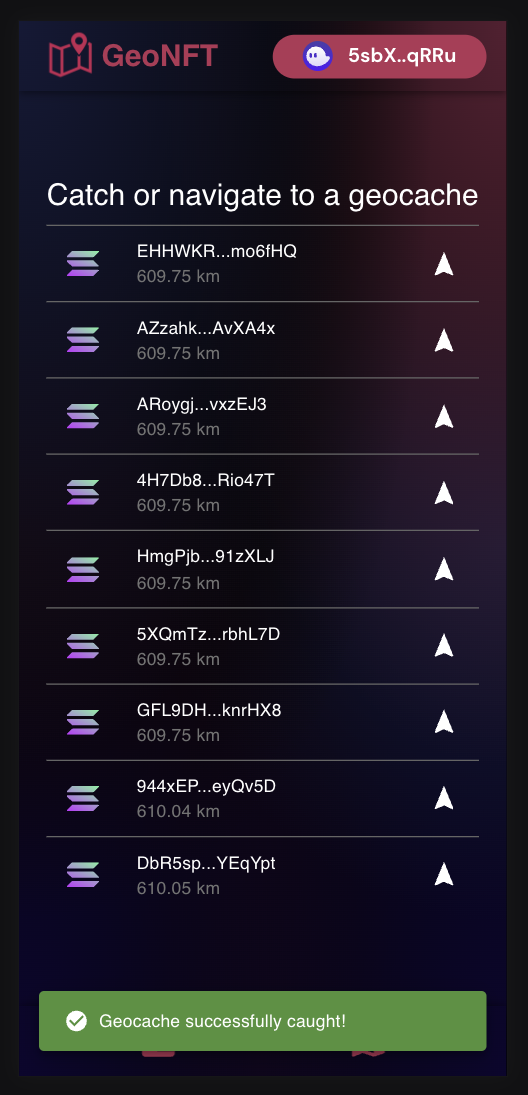 GeoNFT
5sbX..qRRu
Catch or navigate to a geocache
EHHWKR...mo6fHQ
609.75 km
AZzahk...AvXA4x
609.75 km
ARoygj...vxzEJ3
609.75 km
4H7Db8...Rio47T
609.75 km
HmgPjb...91zXLJ
609.75 km
5XQmTz...rbhL7D
609.75 km
GFL9DH...knrHX8
609.75 km
944xEP...eyQv5D
610.04 km
DbR5sp...YEqYpt
610.05 km
Geocache successfully caught!